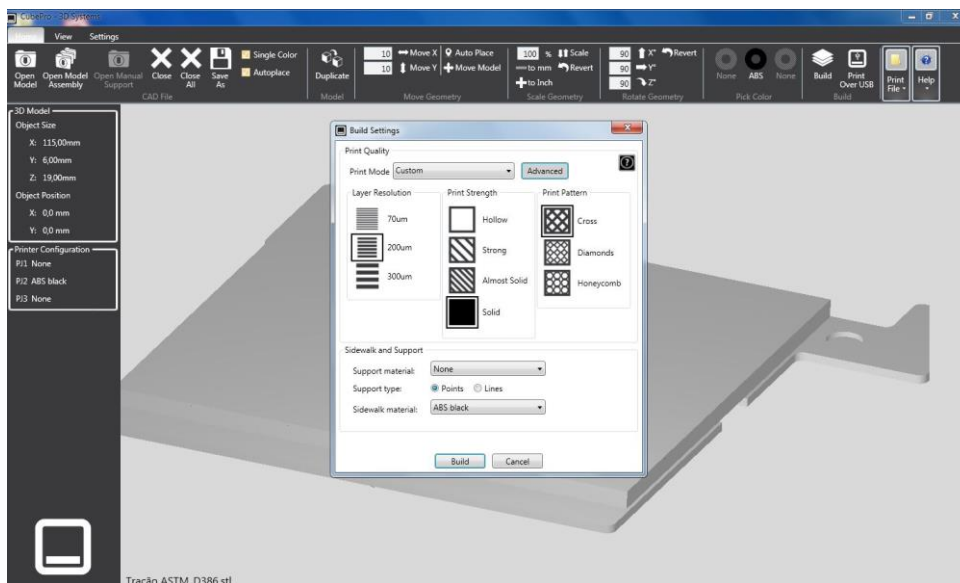 CubePro - 3D Systems
View Settings
Open Model
Open Model Assembly
Open Manual Support
Close
Close All
Save As
Single Color
Autoplace
CAD File
Duplicate
Model
10 Move X Auto Place
10 Move Y Move Model
Move Geometry
100 % Scale
to mm Revert
to Inch
Scale Geometry
90 X° Revert
90 Y°
90 Z°
Rotate Geometry
None ABS None
Pick Color
Build
Print Over USB
Build
Print File
Help
3D Model
Object Size
X: 115,00mm
Y: 6,00mm
Z: 19,00mm
Object Position
X: 0,0 mm
Y: 0,0 mm
Printer Configuration
PJ1 None
PJ2 ABS black
PJ3 None
Build Settings
Print Quality
Print Mode Custom Advanced
Layer Resolution
70um
200um
300um
Print Strength
Hollow
Strong
Almost Solid
Solid
Print Pattern
Cross
Diamonds
Honeycomb
Sidewalk and Support
Support material: None
Support type: Points Lines
Sidewalk material: ABS black
Build Cancel
Tração ASTM D386.stl